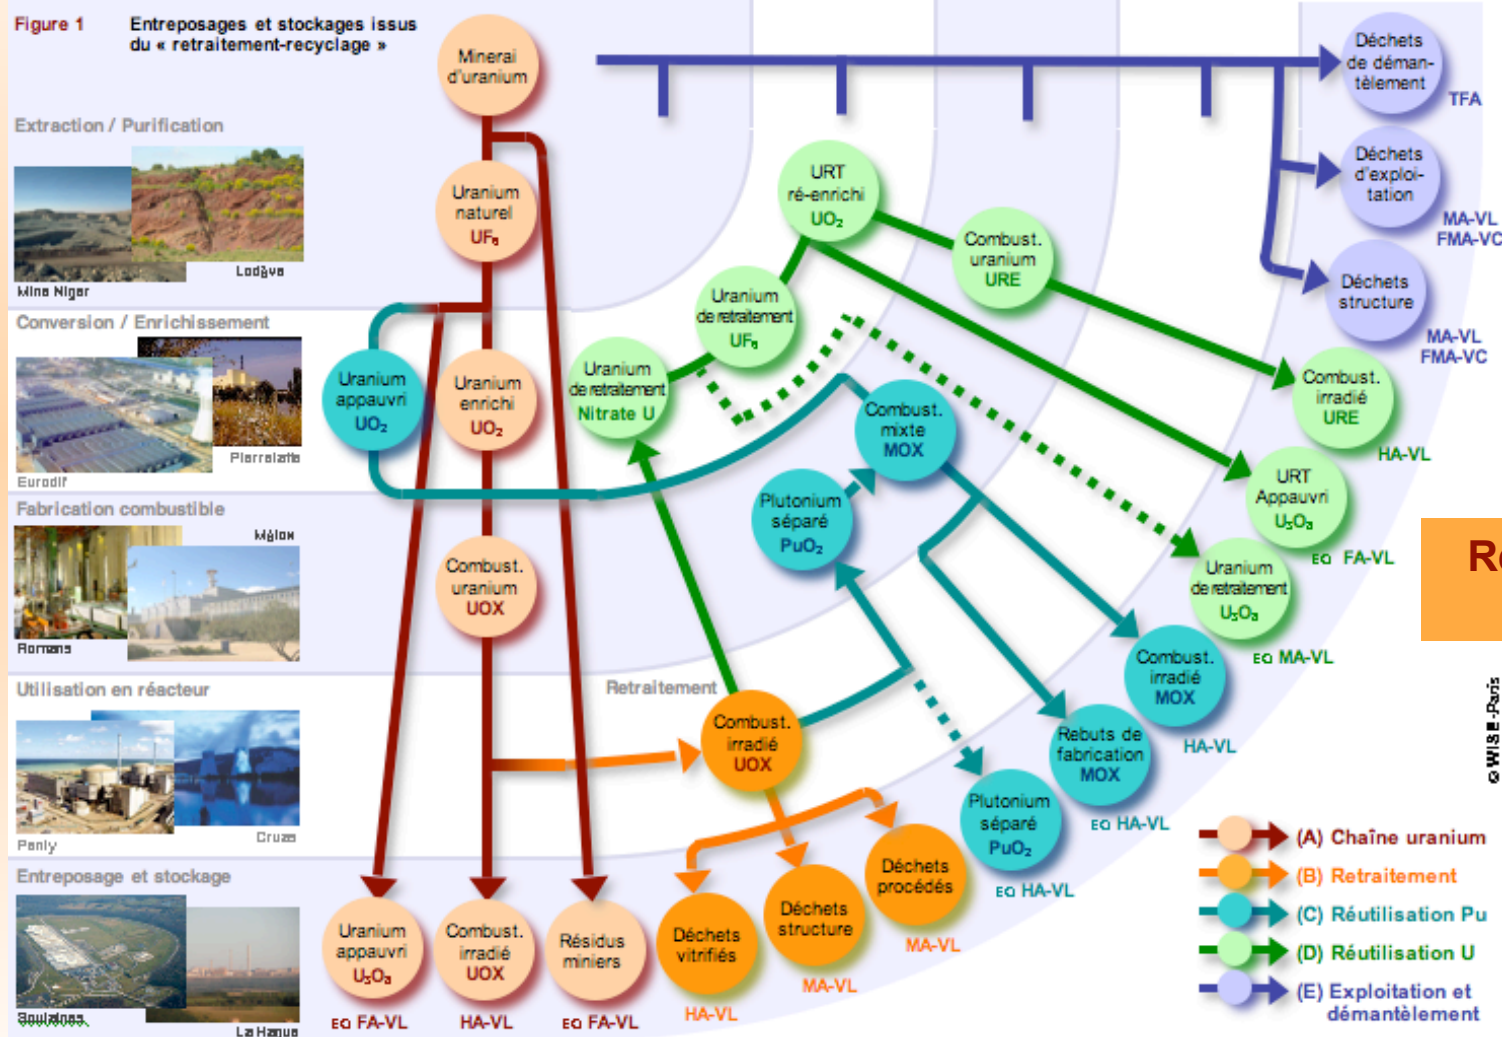 Figure 1
Entreposages et stockages issus
du « retraitement-recyclage »
Minerai
d'uranium
Déchets
de déman-
tèlement
TFA
Extraction / Purification
Mine Niger
Lodève
Uranium
naturel
UF₆
URT
ré-enrichi
UO₂
Combust.
uranium
URE
Déchets
d'exploi-
tation
MA-VL
FMA-VC
Déchets
structure
MA-VL
FMA-VC
Conversion / Enrichissement
Eurodif
Pierrelatte
Uranium
appauvri
UO₂
Uranium
enrichi
UO₂
Uranium
de retraitement
Nitrate U
Uranium
de retraitement
UF₆
Combust.
mixte
MOX
Combust.
irradié
URE
HA-VL
Fabrication combustible
Mélox
Romans
Combust.
uranium
UOX
Plutonium
séparé
PuO₂
URT
Appauvri
U₃O₈
EQ FA-VL
Uranium
de retraitement
U₃O₈
EQ MA-VL
Utilisation en réacteur
Penly
Cruas
Retraitement
Combust.
irradié
UOX
Combust.
irradié
MOX
HA-VL
Rebuts de
fabrication
MOX
EQ HA-VL
Plutonium
séparé
PuO₂
EQ HA-VL
Entreposage et stockage
Soulaines
La Hague
Uranium
appauvri
U₃O₈
EQ FA-VL
Combust.
irradié
UOX
HA-VL
Résidus
miniers
EQ FA-VL
Déchets
vitrifiés
HA-VL
Déchets
structure
MA-VL
Déchets
procédés
MA-VL
© WISE-Paris
(A) Chaîne uranium
(B) Retraitement
(C) Réutilisation Pu
(D) Réutilisation U
(E) Exploitation et
démantèlement